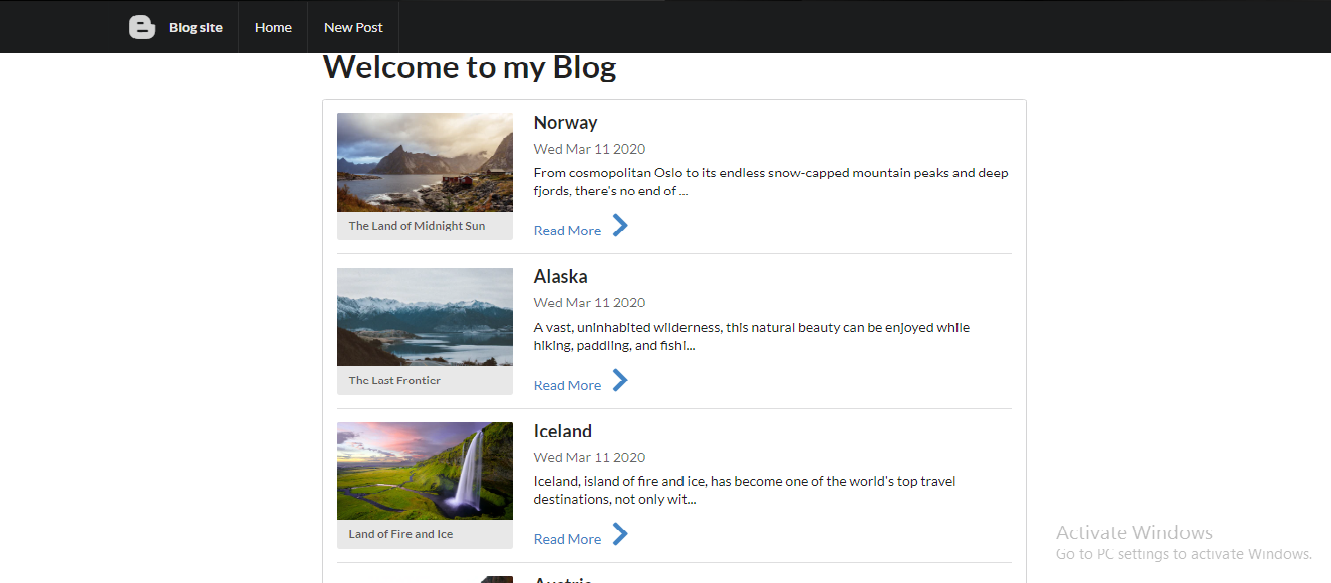 Blog site
Home
New Post
Welcome to my Blog
Norway
Wed Mar 11 2020
From cosmopolitan Oslo to its endless snow-capped mountain peaks and deep
fjords, there's no end of ...
The Land of Midnight Sun
Read More
Alaska
Wed Mar 11 2020
A vast, uninhabited wilderness, this natural beauty can be enjoyed while
hiking, paddling, and fishi...
The Last Frontier
Read More
Iceland
Wed Mar 11 2020
Iceland, island of fire and ice, has become one of the world's top travel
destinations, not only wit...
Land of Fire and Ice
Read More
Activate Windows
Go to PC settings to activate Windows.